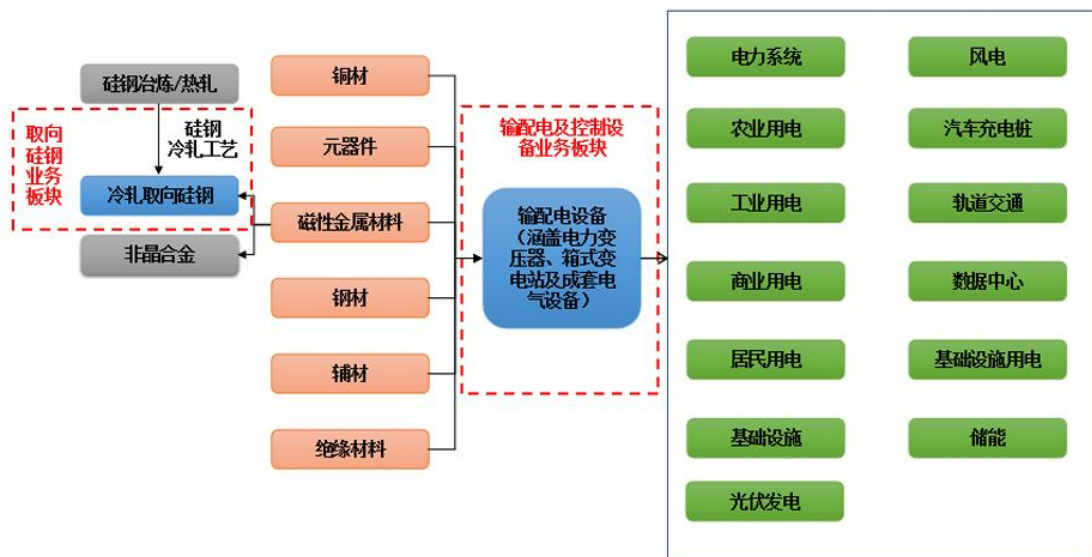 硅钢冶炼/热轧
取向
硅钢
业务
板块
硅钢
冷轧工艺
冷轧取向硅钢
非晶合金
铜材
元器件
磁性金属材料
钢材
辅材
绝缘材料
输配电及控制设
备业务板块
输配电设备
（涵盖电力变
压器、箱式变
电站及成套电
气设备）
电力系统
风电
农业用电
汽车充电桩
工业用电
轨道交通
商业用电
数据中心
居民用电
基础设施用电
基础设施
储能
光伏发电